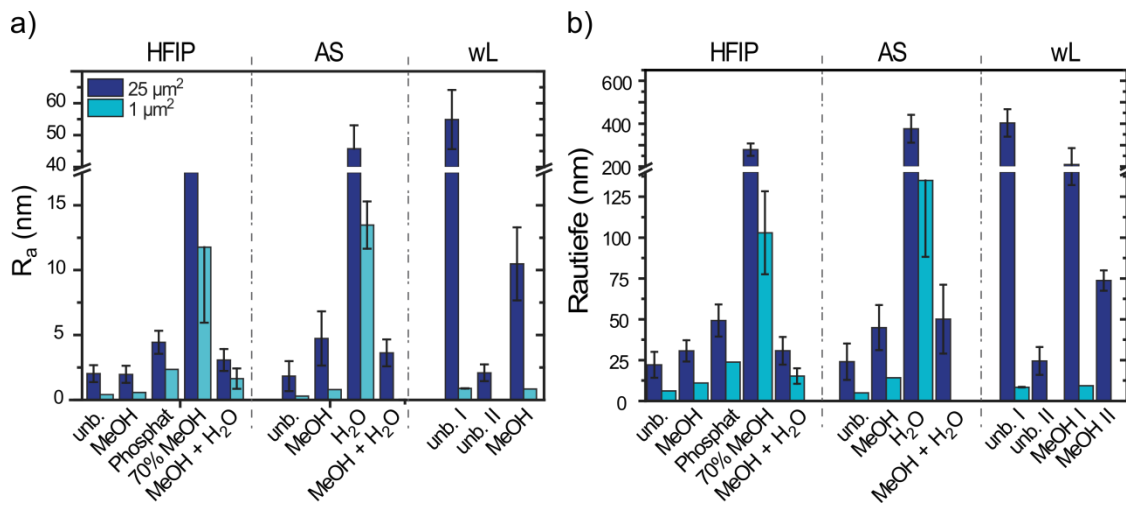 a)
HFIP AS wL
25 µm²
1 µm²
60
50
40
15
10
5
0
Rₐ (nm)
unb.
MeOH
Phosphat
70% MeOH
MeOH + H₂O
unb.
MeOH
H₂O
MeOH + H₂O
unb. I
unb. II
MeOH
b)
HFIP AS wL
600
400
200
125
100
75
50
25
0
Rautiefe (nm)
unb.
MeOH
Phosphat
70% MeOH
MeOH + H₂O
unb.
MeOH
H₂O
MeOH + H₂O
unb. I
unb. II
MeOH I
MeOH II